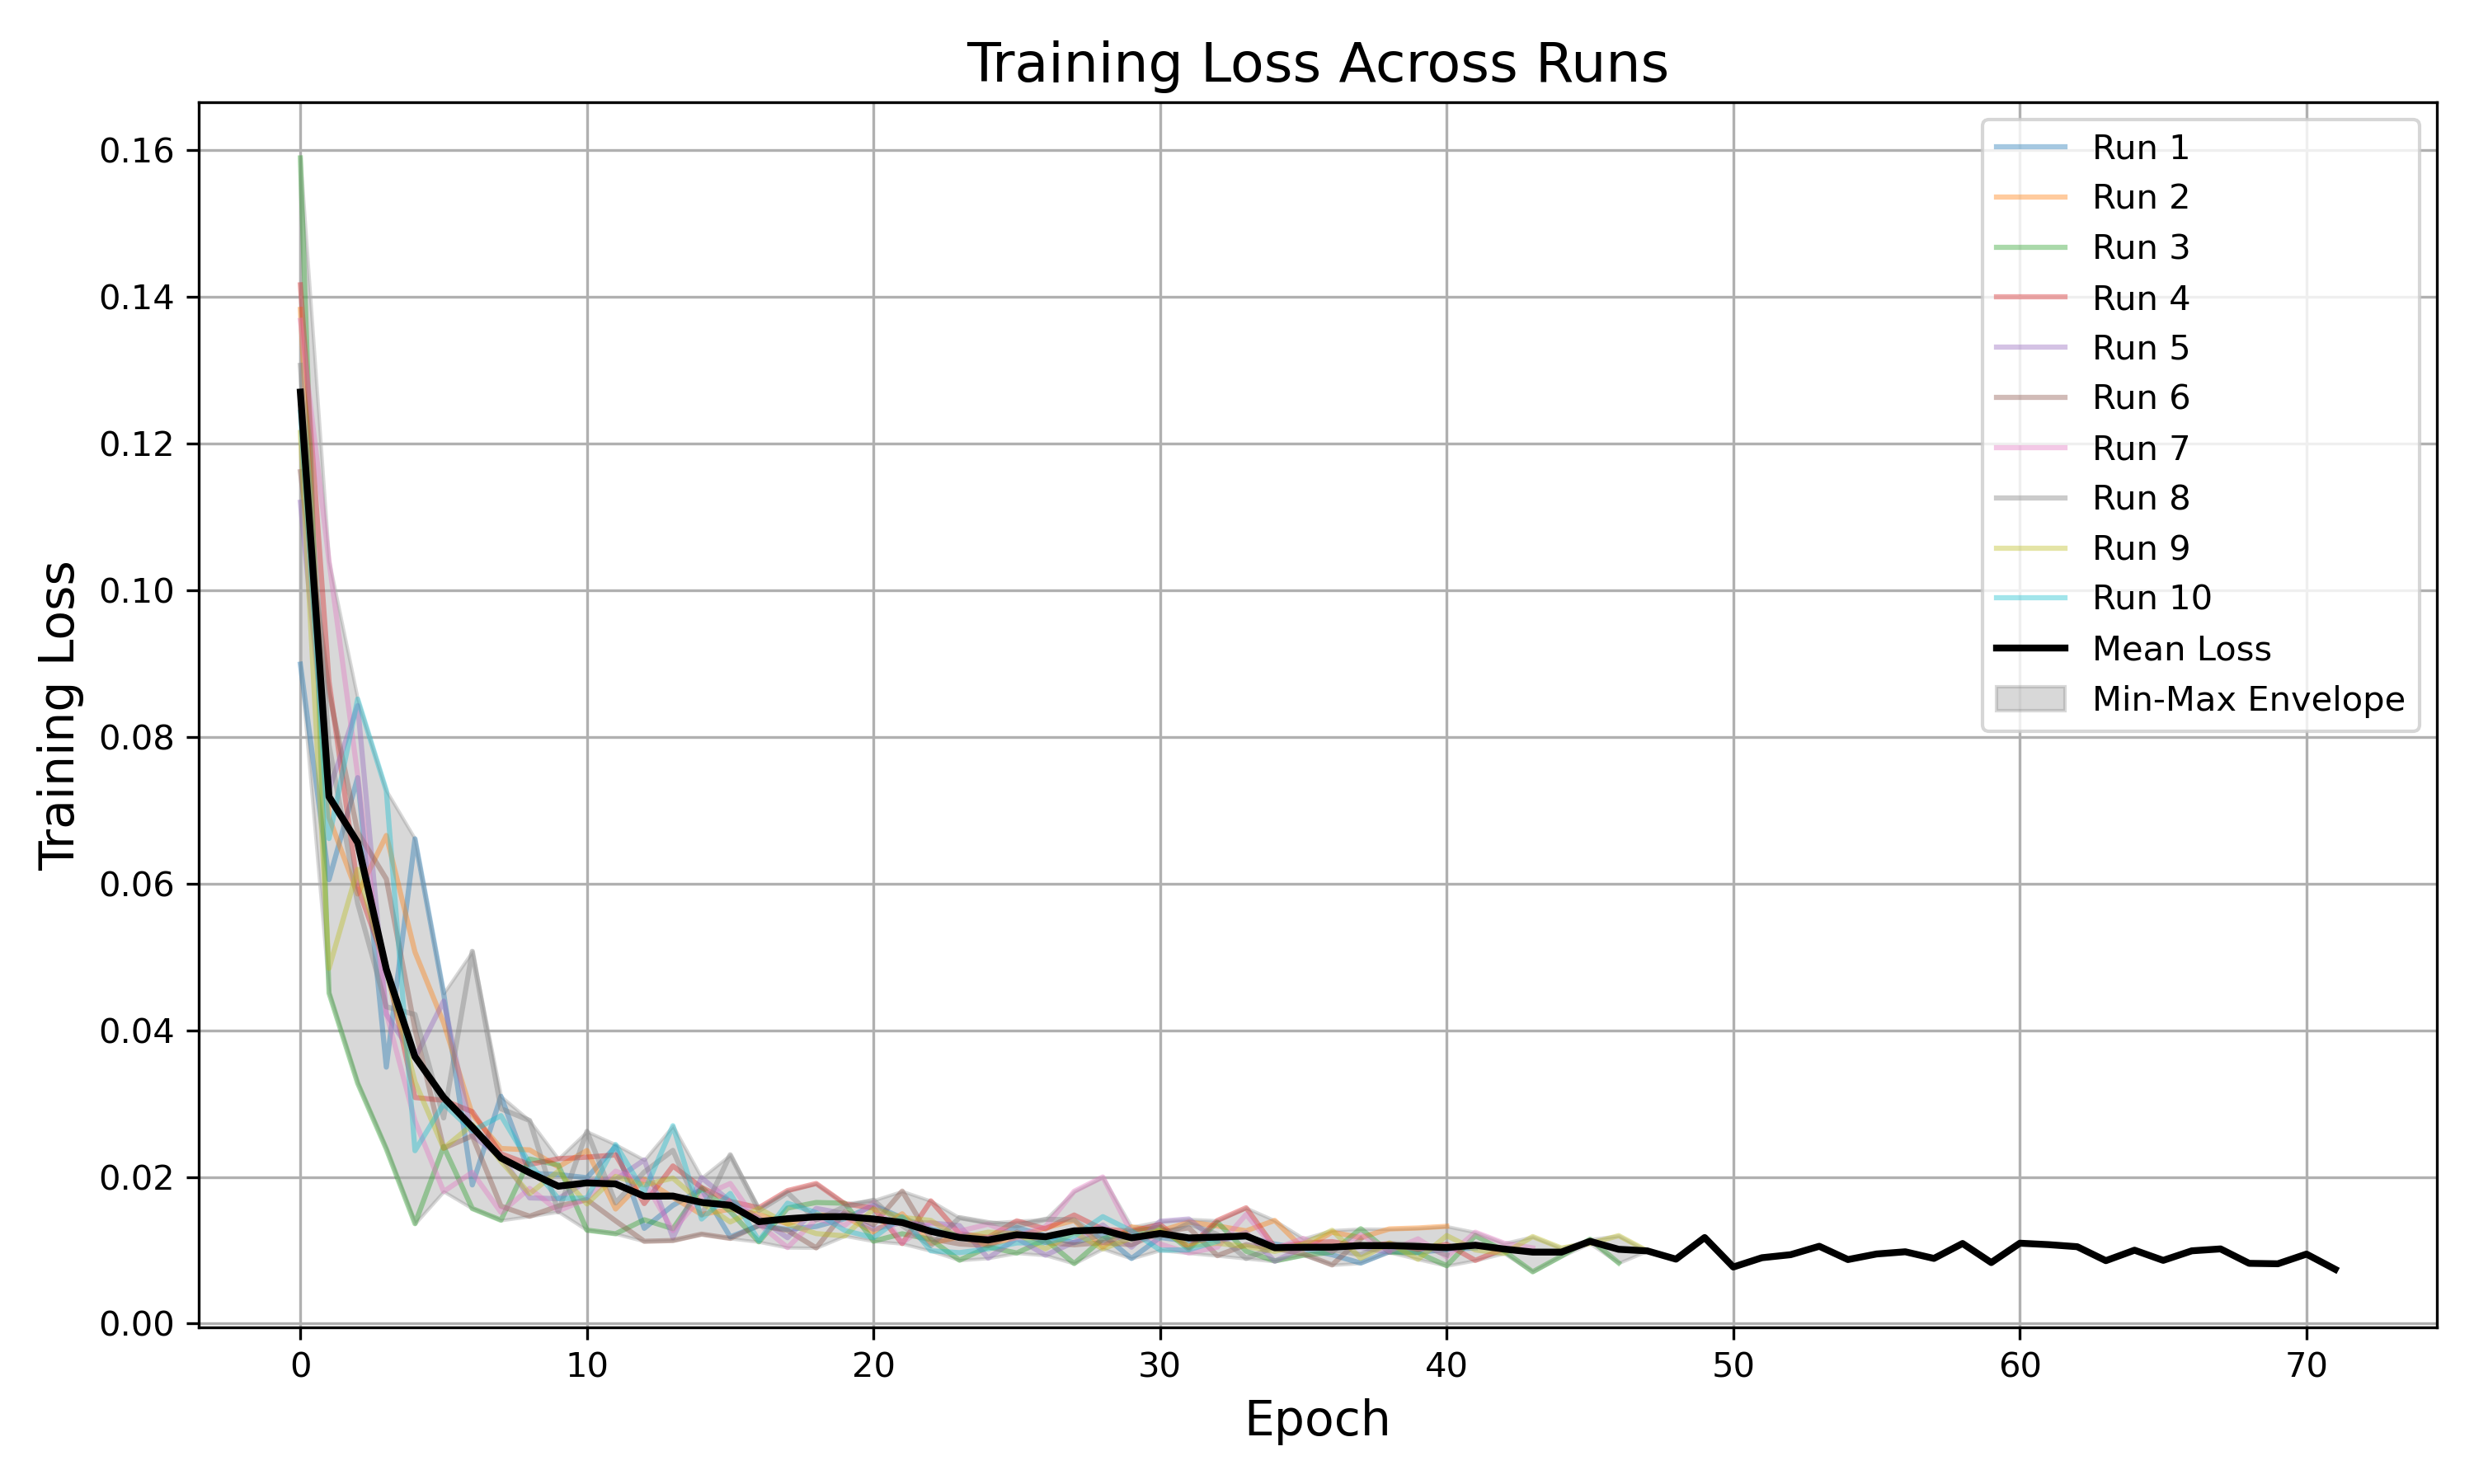 Training Loss Across Runs
Training Loss
0.16
0.14
0.12
0.10
0.08
0.06
0.04
0.02
0.00
0 10 20 30 40 50 60 70
Epoch
Run 1
Run 2
Run 3
Run 4
Run 5
Run 6
Run 7
Run 8
Run 9
Run 10
Mean Loss
Min-Max Envelope